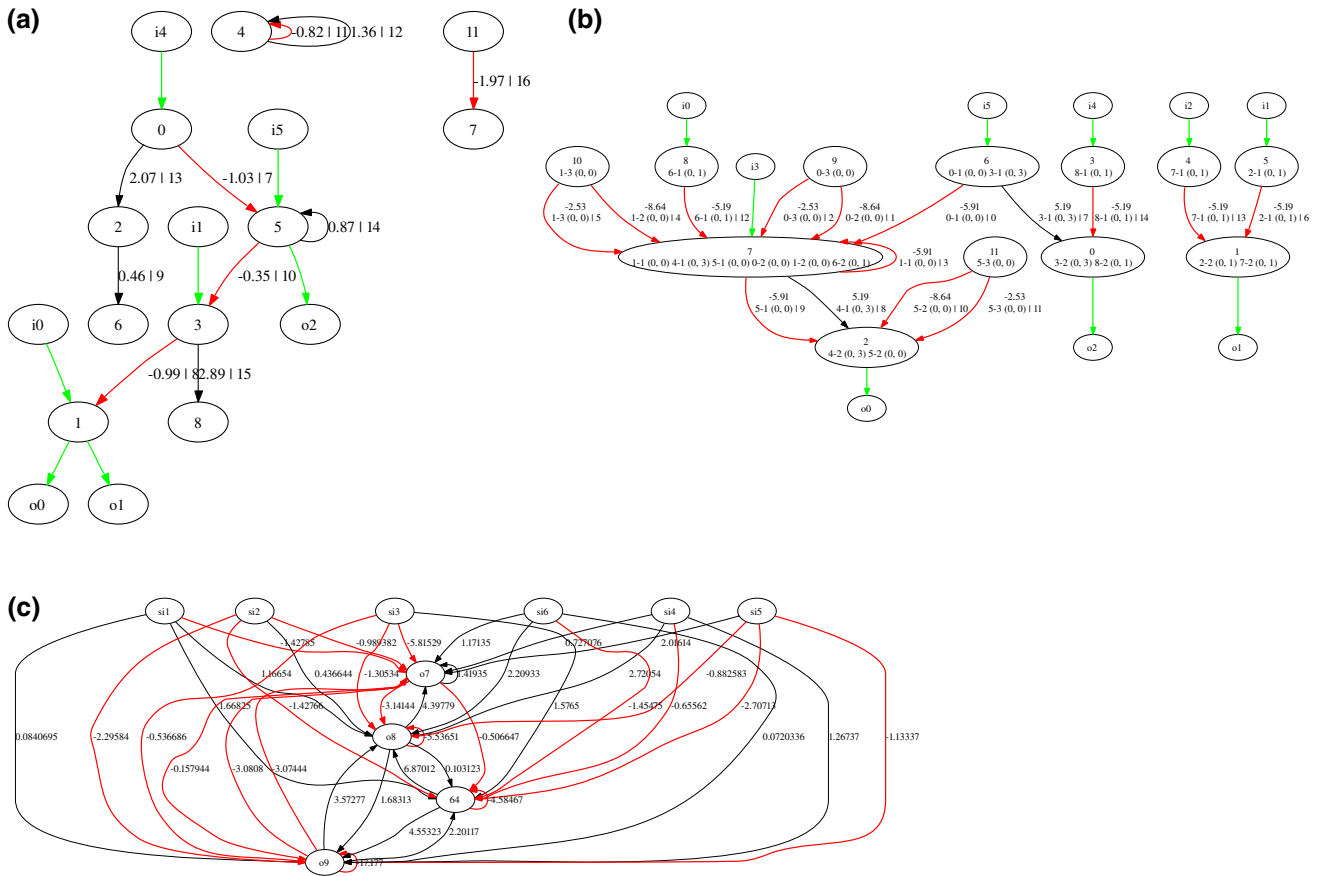 (a)
i4
4
-0.82 | 11
1.36 | 12
11
-1.97 | 16
0
i5
7
2.07 | 13
-1.03 | 7
2
i1
5
0.87 | 14
0.46 | 9
-0.35 | 10
i0
6
3
o2
-0.99 | 8
2.89 | 15
1
8
o0
o1
(b)
i0
i5
i4
i2
i1
10
1-3 (0, 0)
8
6-1 (0, 1)
i3
9
0-3 (0, 0)
6
0-1 (0, 0) 3-1 (0, 3)
3
8-1 (0, 1)
4
7-1 (0, 1)
5
2-1 (0, 1)
-2.53
1-3 (0, 0) | 5
-8.64
1-2 (0, 0) | 4
-5.19
6-1 (0, 1) | 12
-2.53
0-3 (0, 0) | 2
-8.64
0-2 (0, 0) | 1
-5.91
0-1 (0, 0) | 0
5.19
3-1 (0, 3) | 7
-5.19
8-1 (0, 1) | 14
-5.19
7-1 (0, 1) | 13
-5.19
2-1 (0, 1) | 6
7
1-1 (0, 0) 4-1 (0, 3) 5-1 (0, 0) 0-2 (0, 0) 1-2 (0, 0) 6-2 (0, 1)
-5.91
1-1 (0, 0) | 3
11
5-3 (0, 0)
0
3-2 (0, 3) 8-2 (0, 1)
1
2-2 (0, 1) 7-2 (0, 1)
-5.91
5-1 (0, 0) | 9
5.19
4-1 (0, 3) | 8
-8.64
5-2 (0, 0) | 10
-2.53
5-3 (0, 0) | 11
2
4-2 (0, 3) 5-2 (0, 0)
o2
o1
o0
(c)
si1
si2
si3
si6
si4
si5
-1.42785
-0.989382
-5.81529
1.17135
0.727076
2.01614
1.16654
0.436644
-1.30534
o7
1.41935
2.20933
2.72054
-0.882583
1.66825
-1.42766
-3.14144
4.39779
1.5765
-1.45475
-0.65562
-2.70713
0.0840695
-2.29584
-0.536686
o8
-5.53651
-0.506647
0.0720336
1.26737
-1.13337
-0.157944
-3.0808
-3.07444
6.87012
0.103123
3.57277
1.68313
64
-4.58467
4.55323
2.20117
o9
-17.177